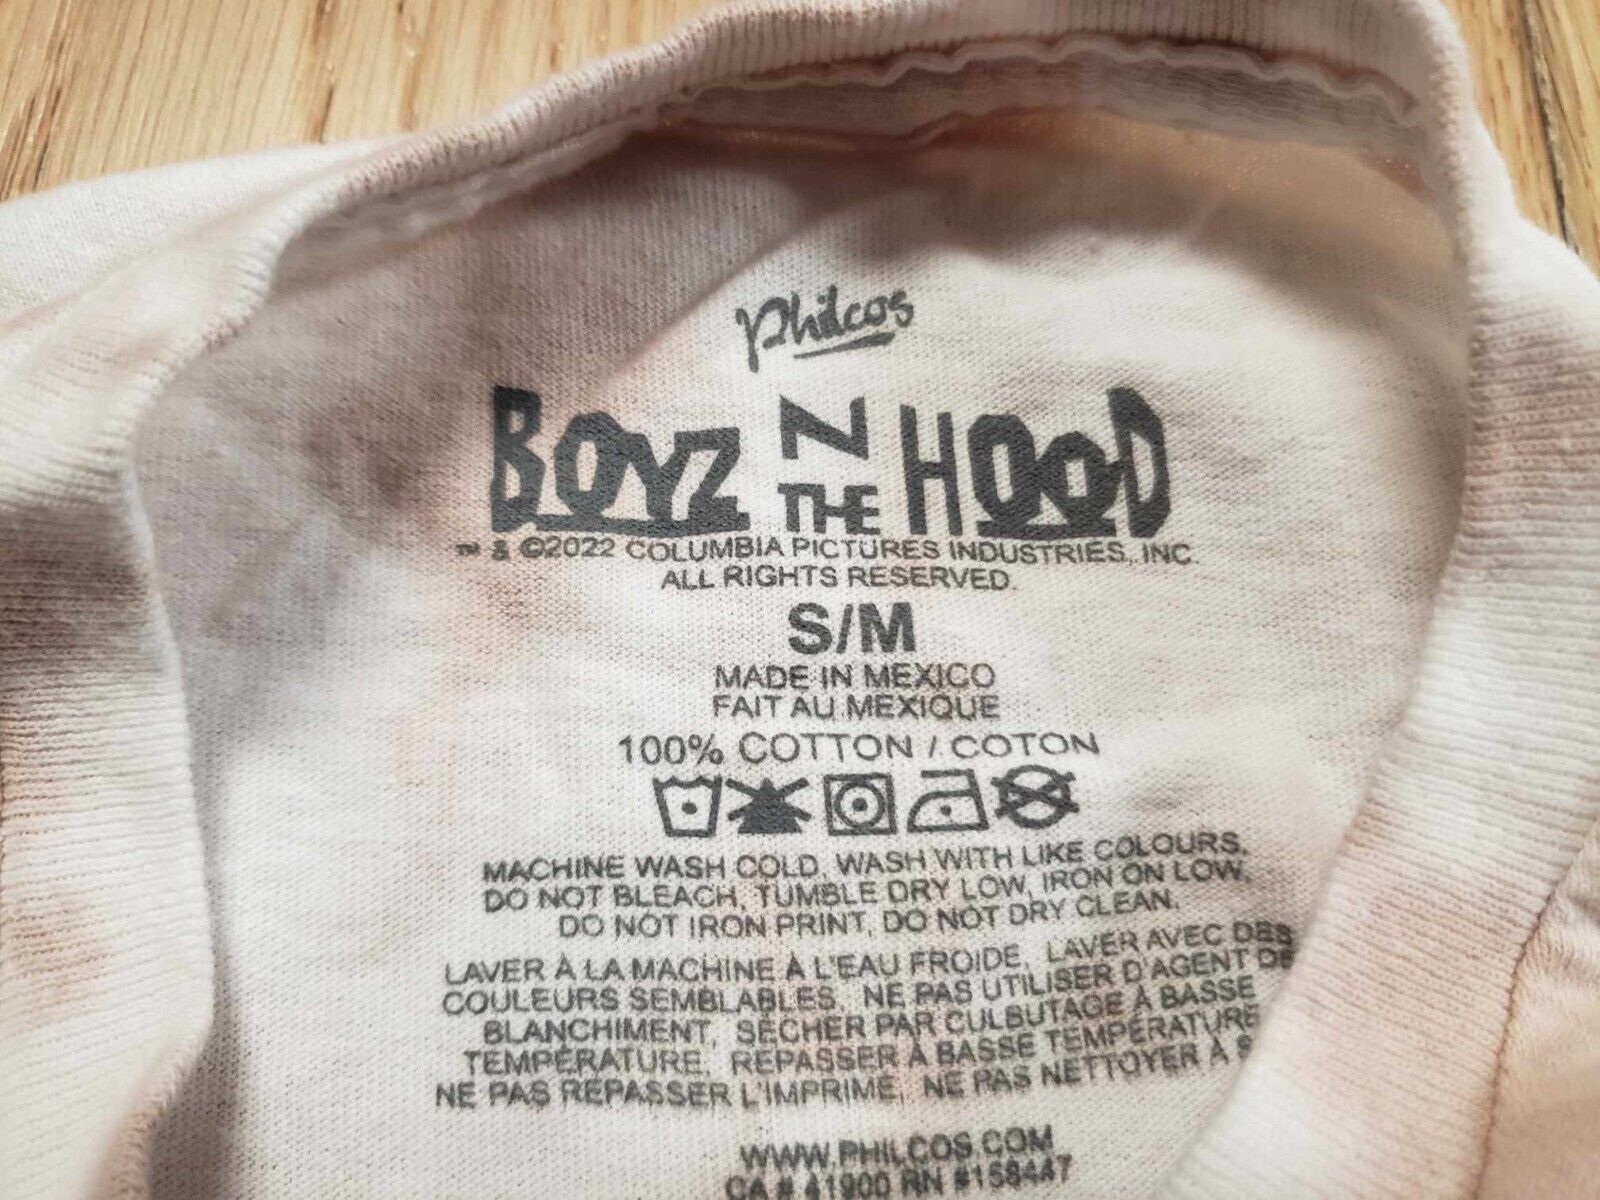 Philcos
BOYZ N THE HOOD
™ & ©2022 COLUMBIA PICTURES INDUSTRIES, INC.
ALL RIGHTS RESERVED.
S/M
MADE IN MEXICO
FAIT AU MEXIQUE
100% COTTON / COTON
MACHINE WASH COLD, WASH WITH LIKE COLOURS,
DO NOT BLEACH, TUMBLE DRY LOW, IRON ON LOW,
DO NOT IRON PRINT, DO NOT DRY CLEAN.
LAVER À LA MACHINE À L'EAU FROIDE, LAVER AVEC DES
COULEURS SEMBLABLES, NE PAS UTILISER D'AGENT DE
BLANCHIMENT, SÉCHER PAR CULBUTAGE À BASSE
TEMPÉRATURE, REPASSER À BASSE TEMPÉRATURE
NE PAS REPASSER L'IMPRIMÉ, NE PAS NETTOYER À
WWW.PHILCOS.COM
CA # 41900 RN #158447